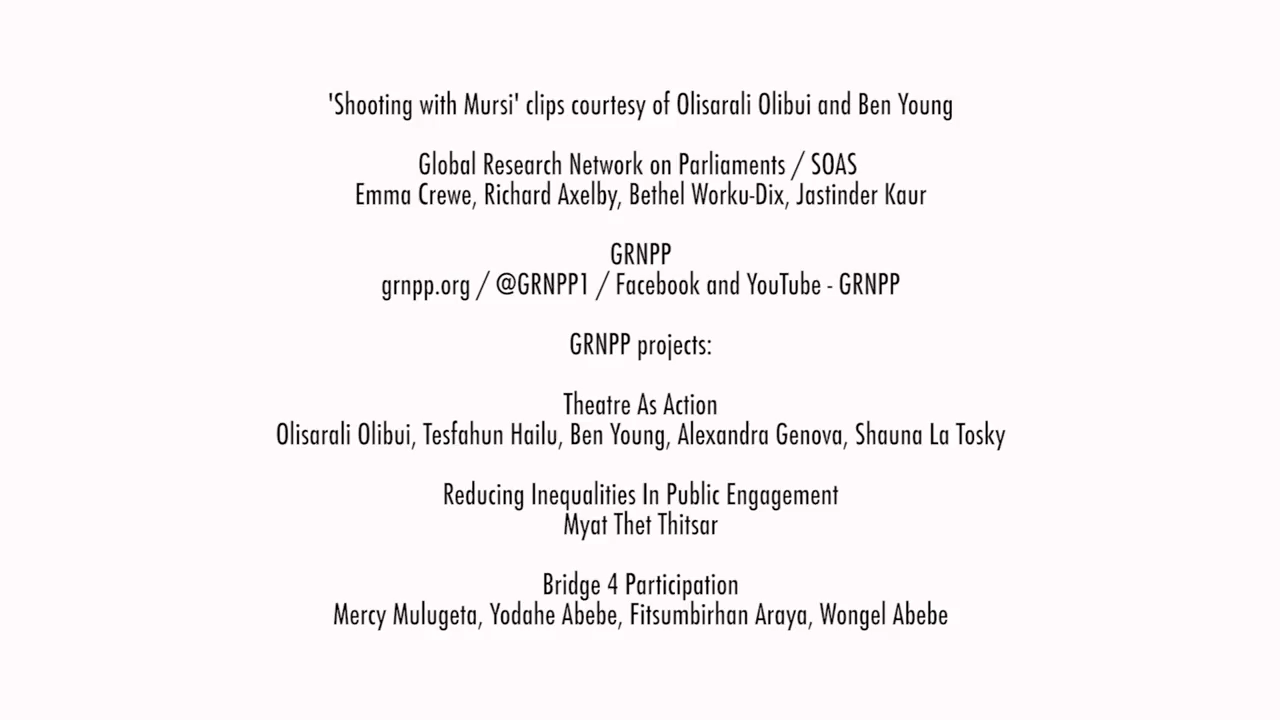 'Shooting with Mursi' clips courtesy of Olisarali Olibui and Ben Young
Global Research Network on Parliaments / SOAS
Emma Crewe, Richard Axelby, Bethel Worku-Dix, Jastinder Kaur
GRNPP
grnpp.org / @GRNPP1 / Facebook and YouTube - GRNPP
GRNPP projects:
Theatre As Action
Olisarali Olibui, Tesfahun Hailu, Ben Young, Alexandra Genova, Shauna La Tosky
Reducing Inequalities In Public Engagement
Myat Thet Thitsar
Bridge 4 Participation
Mercy Mulugeta, Yodahe Abebe, Fitsumbirhan Araya, Wongel Abebe